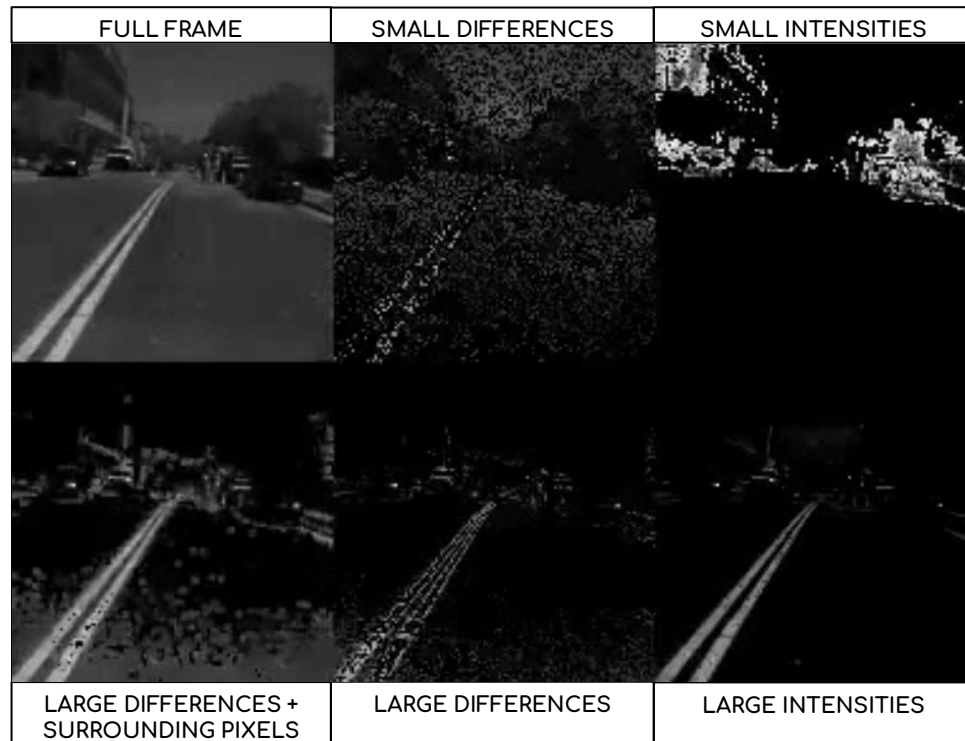 FULL FRAME
SMALL DIFFERENCES
SMALL INTENSITIES
LARGE DIFFERENCES +
SURROUNDING PIXELS
LARGE DIFFERENCES
LARGE INTENSITIES